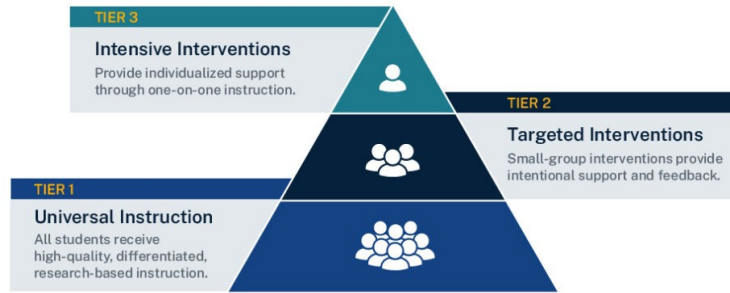 TIER 3
Intensive Interventions
Provide individualized support
through one-on-one instruction.
TIER 2
Targeted Interventions
Small-group interventions provide
intentional support and feedback.
TIER 1
Universal Instruction
All students receive
high-quality, differentiated,
research-based instruction.